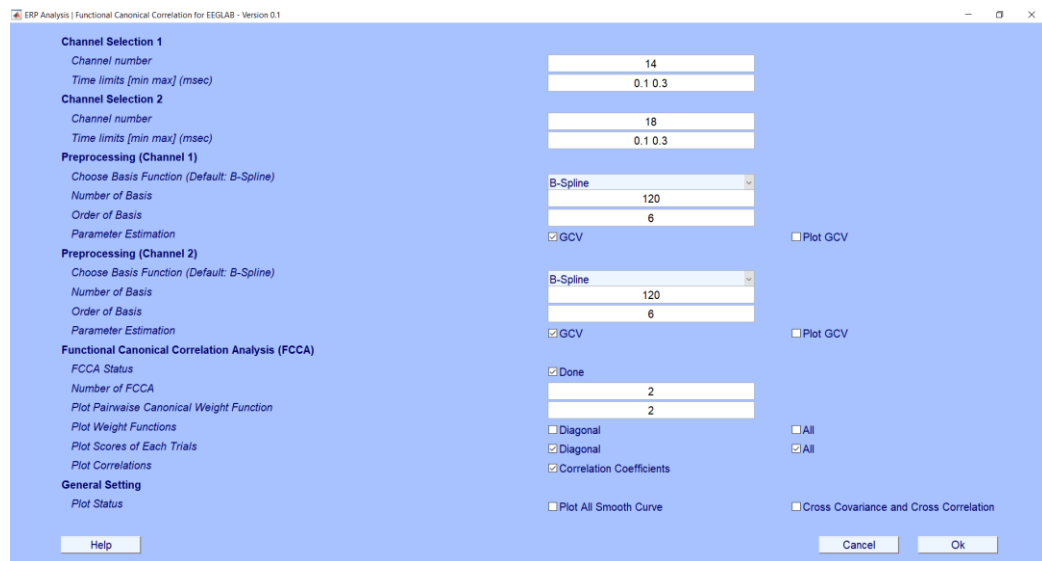 ERP Analysis | Functional Canonical Correlation for EEGLAB - Version 0.1
Channel Selection 1
Channel number 14
Time limits [min max] (msec) 0.1 0.3
Channel Selection 2
Channel number 18
Time limits [min max] (msec) 0.1 0.3
Preprocessing (Channel 1)
Choose Basis Function (Default: B-Spline) B-Spline
Number of Basis 120
Order of Basis 6
Parameter Estimation GCV Plot GCV
Preprocessing (Channel 2)
Choose Basis Function (Default: B-Spline) B-Spline
Number of Basis 120
Order of Basis 6
Parameter Estimation GCV Plot GCV
Functional Canonical Correlation Analysis (FCCA)
FCCA Status Done
Number of FCCA 2
Plot Pairwaise Canonical Weight Function 2
Plot Weight Functions Diagonal All
Plot Scores of Each Trials Diagonal All
Plot Correlations Correlation Coefficients
General Setting
Plot Status Plot All Smooth Curve Cross Covariance and Cross Correlation
Help Cancel Ok